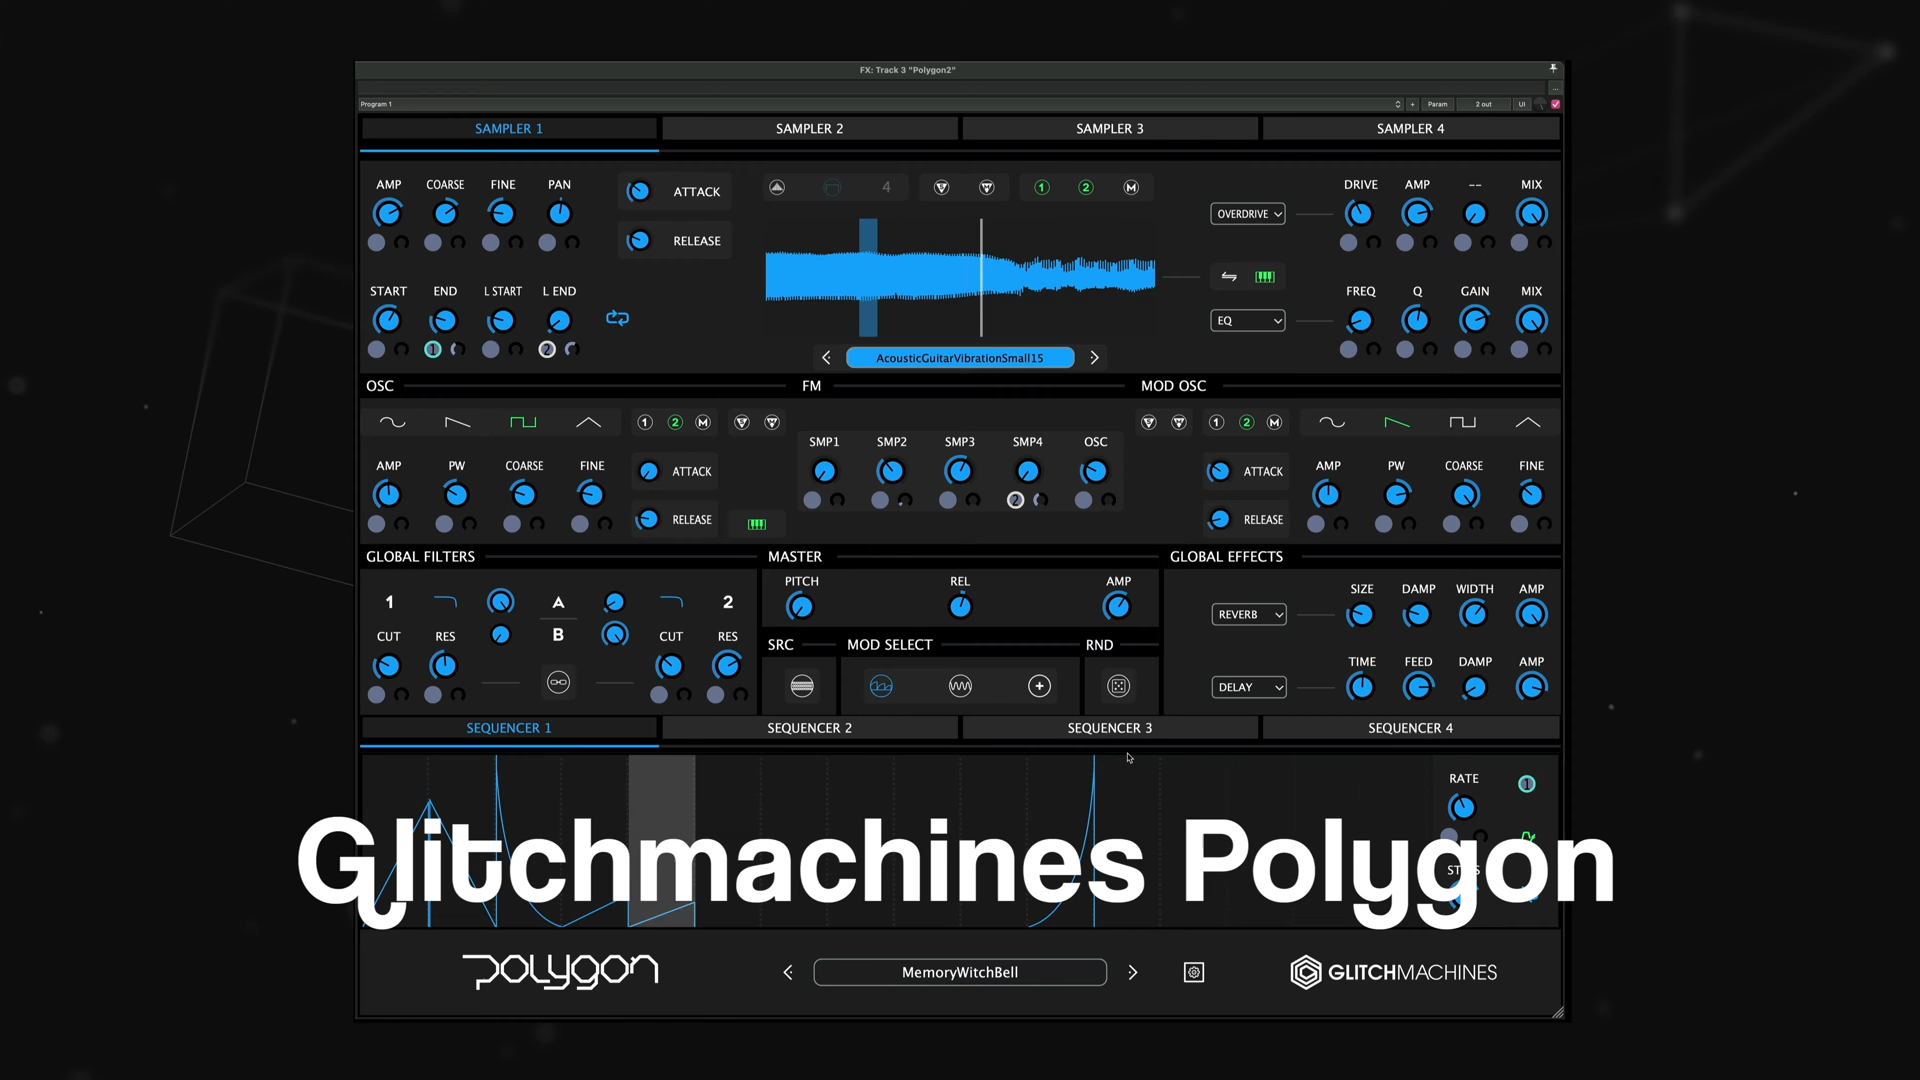 FX: Track 3 "Polygon2"
Program 1
+ Param 2 out UI
SAMPLER 1 SAMPLER 2 SAMPLER 3 SAMPLER 4
AMP COARSE FINE PAN ATTACK 4 1 2 M DRIVE AMP -- MIX
OVERDRIVE
RELEASE
START END L START L END FREQ Q GAIN MIX
EQ
1 2
AcousticGuitarVibrationSmall15
OSC FM MOD OSC
1 2 M 1 2 M
SMP1 SMP2 SMP3 SMP4 OSC
AMP PW COARSE FINE ATTACK ATTACK AMP PW COARSE FINE
2
RELEASE RELEASE
GLOBAL FILTERS MASTER GLOBAL EFFECTS
PITCH REL AMP SIZE DAMP WIDTH AMP
1 A 2
REVERB
B
CUT RES CUT RES
SRC MOD SELECT RND
TIME FEED DAMP AMP
DELAY
SEQUENCER 1 SEQUENCER 2 SEQUENCER 3 SEQUENCER 4
RATE 1
Glitchmachines Polygon
polygon MemoryWitchBell GLITCHMACHINES